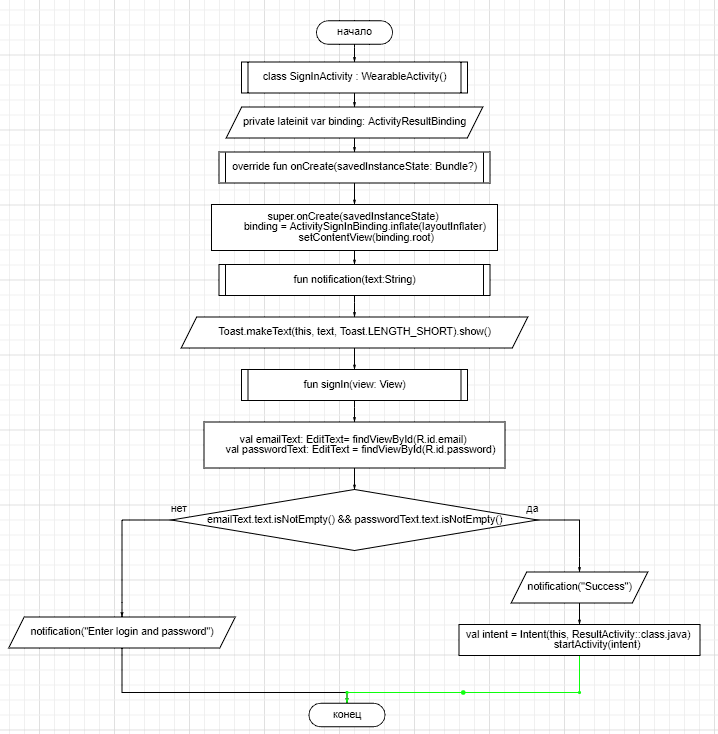 начало
class SignInActivity : WearableActivity()
private lateinit var binding: ActivityResultBinding
override fun onCreate(savedInstanceState: Bundle?)
super.onCreate(savedInstanceState)
binding = ActivitySignInBinding.inflate(layoutInflater)
setContentView(binding.root)
fun notification(text:String)
Toast.makeText(this, text, Toast.LENGTH_SHORT).show()
fun signIn(view: View)
val emailText: EditText= findViewById(R.id.email)
val passwordText: EditText = findViewById(R.id.password)
нет
да
emailText.text.isNotEmpty() && passwordText.text.isNotEmpty()
notification("Success")
notification("Enter login and password")
val intent = Intent(this, ResultActivity::class.java)
startActivity(intent)
конец